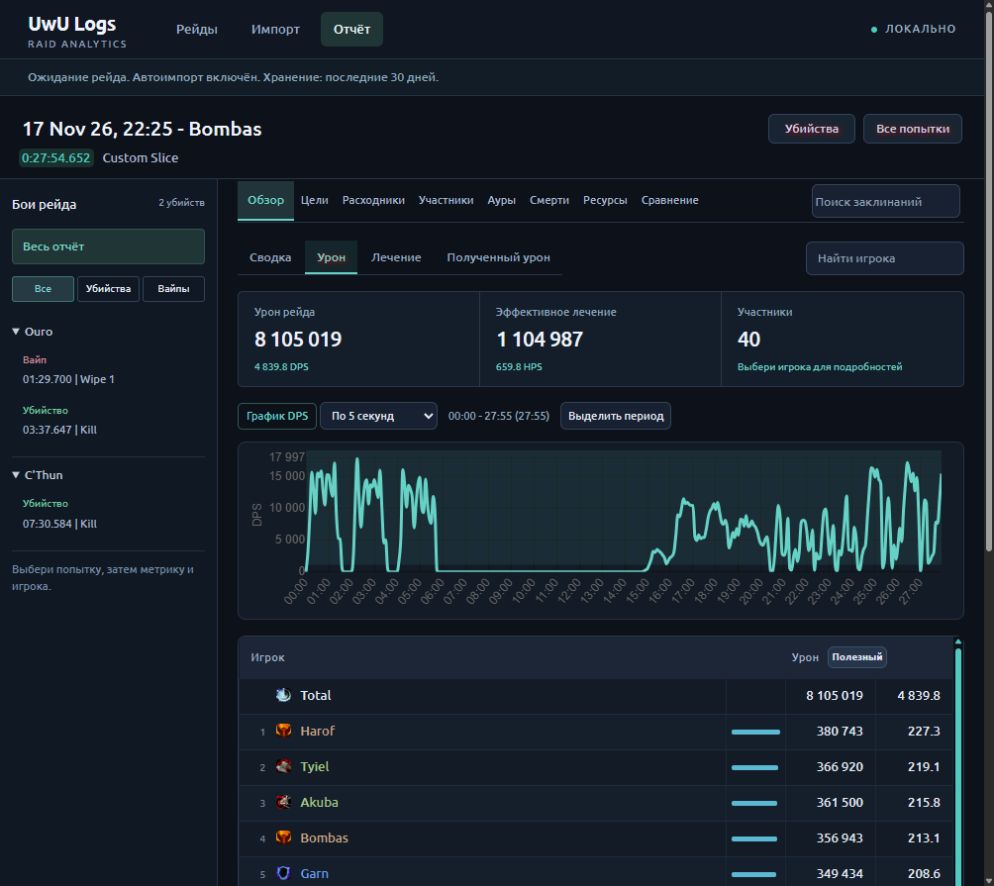 UwU Logs
RAID ANALYTICS
Рейды
Импорт
Отчёт
ЛОКАЛЬНО
Ожидание рейда. Автоимпорт включён. Хранение: последние 30 дней.
17 Nov 26, 22:25 - Bombas
0:27:54.652 Custom Slice
Убийства
Все попытки
Бои рейда
2 убийств
Весь отчёт
Все
Убийства
Вайпы
▼ Ouro
Вайп
01:29.700 | Wipe 1
Убийство
03:37.647 | Kill
▼ C'Thun
Убийство
07:30.584 | Kill
Выбери попытку, затем метрику и
игрока.
Обзор
Цели
Расходники
Участники
Ауры
Смерти
Ресурсы
Сравнение
Поиск заклинаний
Сводка
Урон
Лечение
Полученный урон
Найти игрока
Урон рейда
8 105 019
4 839.8 DPS
Эффективное лечение
1 104 987
659.8 HPS
Участники
40
Выбери игрока для подробностей
График DPS
По 5 секунд
00:00 - 27:55 (27:55)
Выделить период
DPS
17 997
15 000
10 000
5 000
0
00:00
01:00
02:00
03:00
04:00
05:00
06:00
07:00
08:00
09:00
10:00
11:00
12:00
13:00
14:00
15:00
16:00
17:00
18:00
19:00
20:00
21:00
22:00
23:00
24:00
25:00
26:00
27:00
Игрок
Урон
Полезный
Total 8 105 019 4 839.8
1 Harof 380 743 227.3
2 Tyiel 366 920 219.1
3 Akuba 361 500 215.8
4 Bombas 356 943 213.1
5 Garn 349 434 208.6